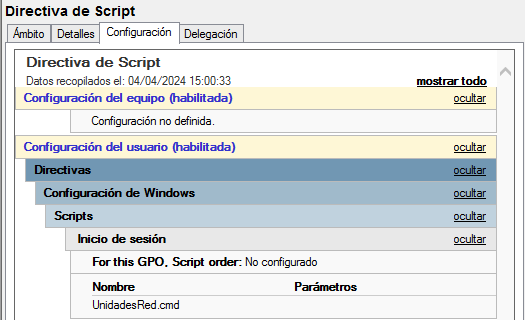 Directiva de Script
Ámbito Detalles Configuración Delegación
Directiva de Script
Datos recopilados el: 04/04/2024 15:00:33 mostrar todo
Configuración del equipo (habilitada) ocultar
Configuración no definida.
Configuración del usuario (habilitada) ocultar
Directivas ocultar
Configuración de Windows ocultar
Scripts ocultar
Inicio de sesión ocultar
For this GPO, Script order: No configurado
Nombre Parámetros
UnidadesRed.cmd